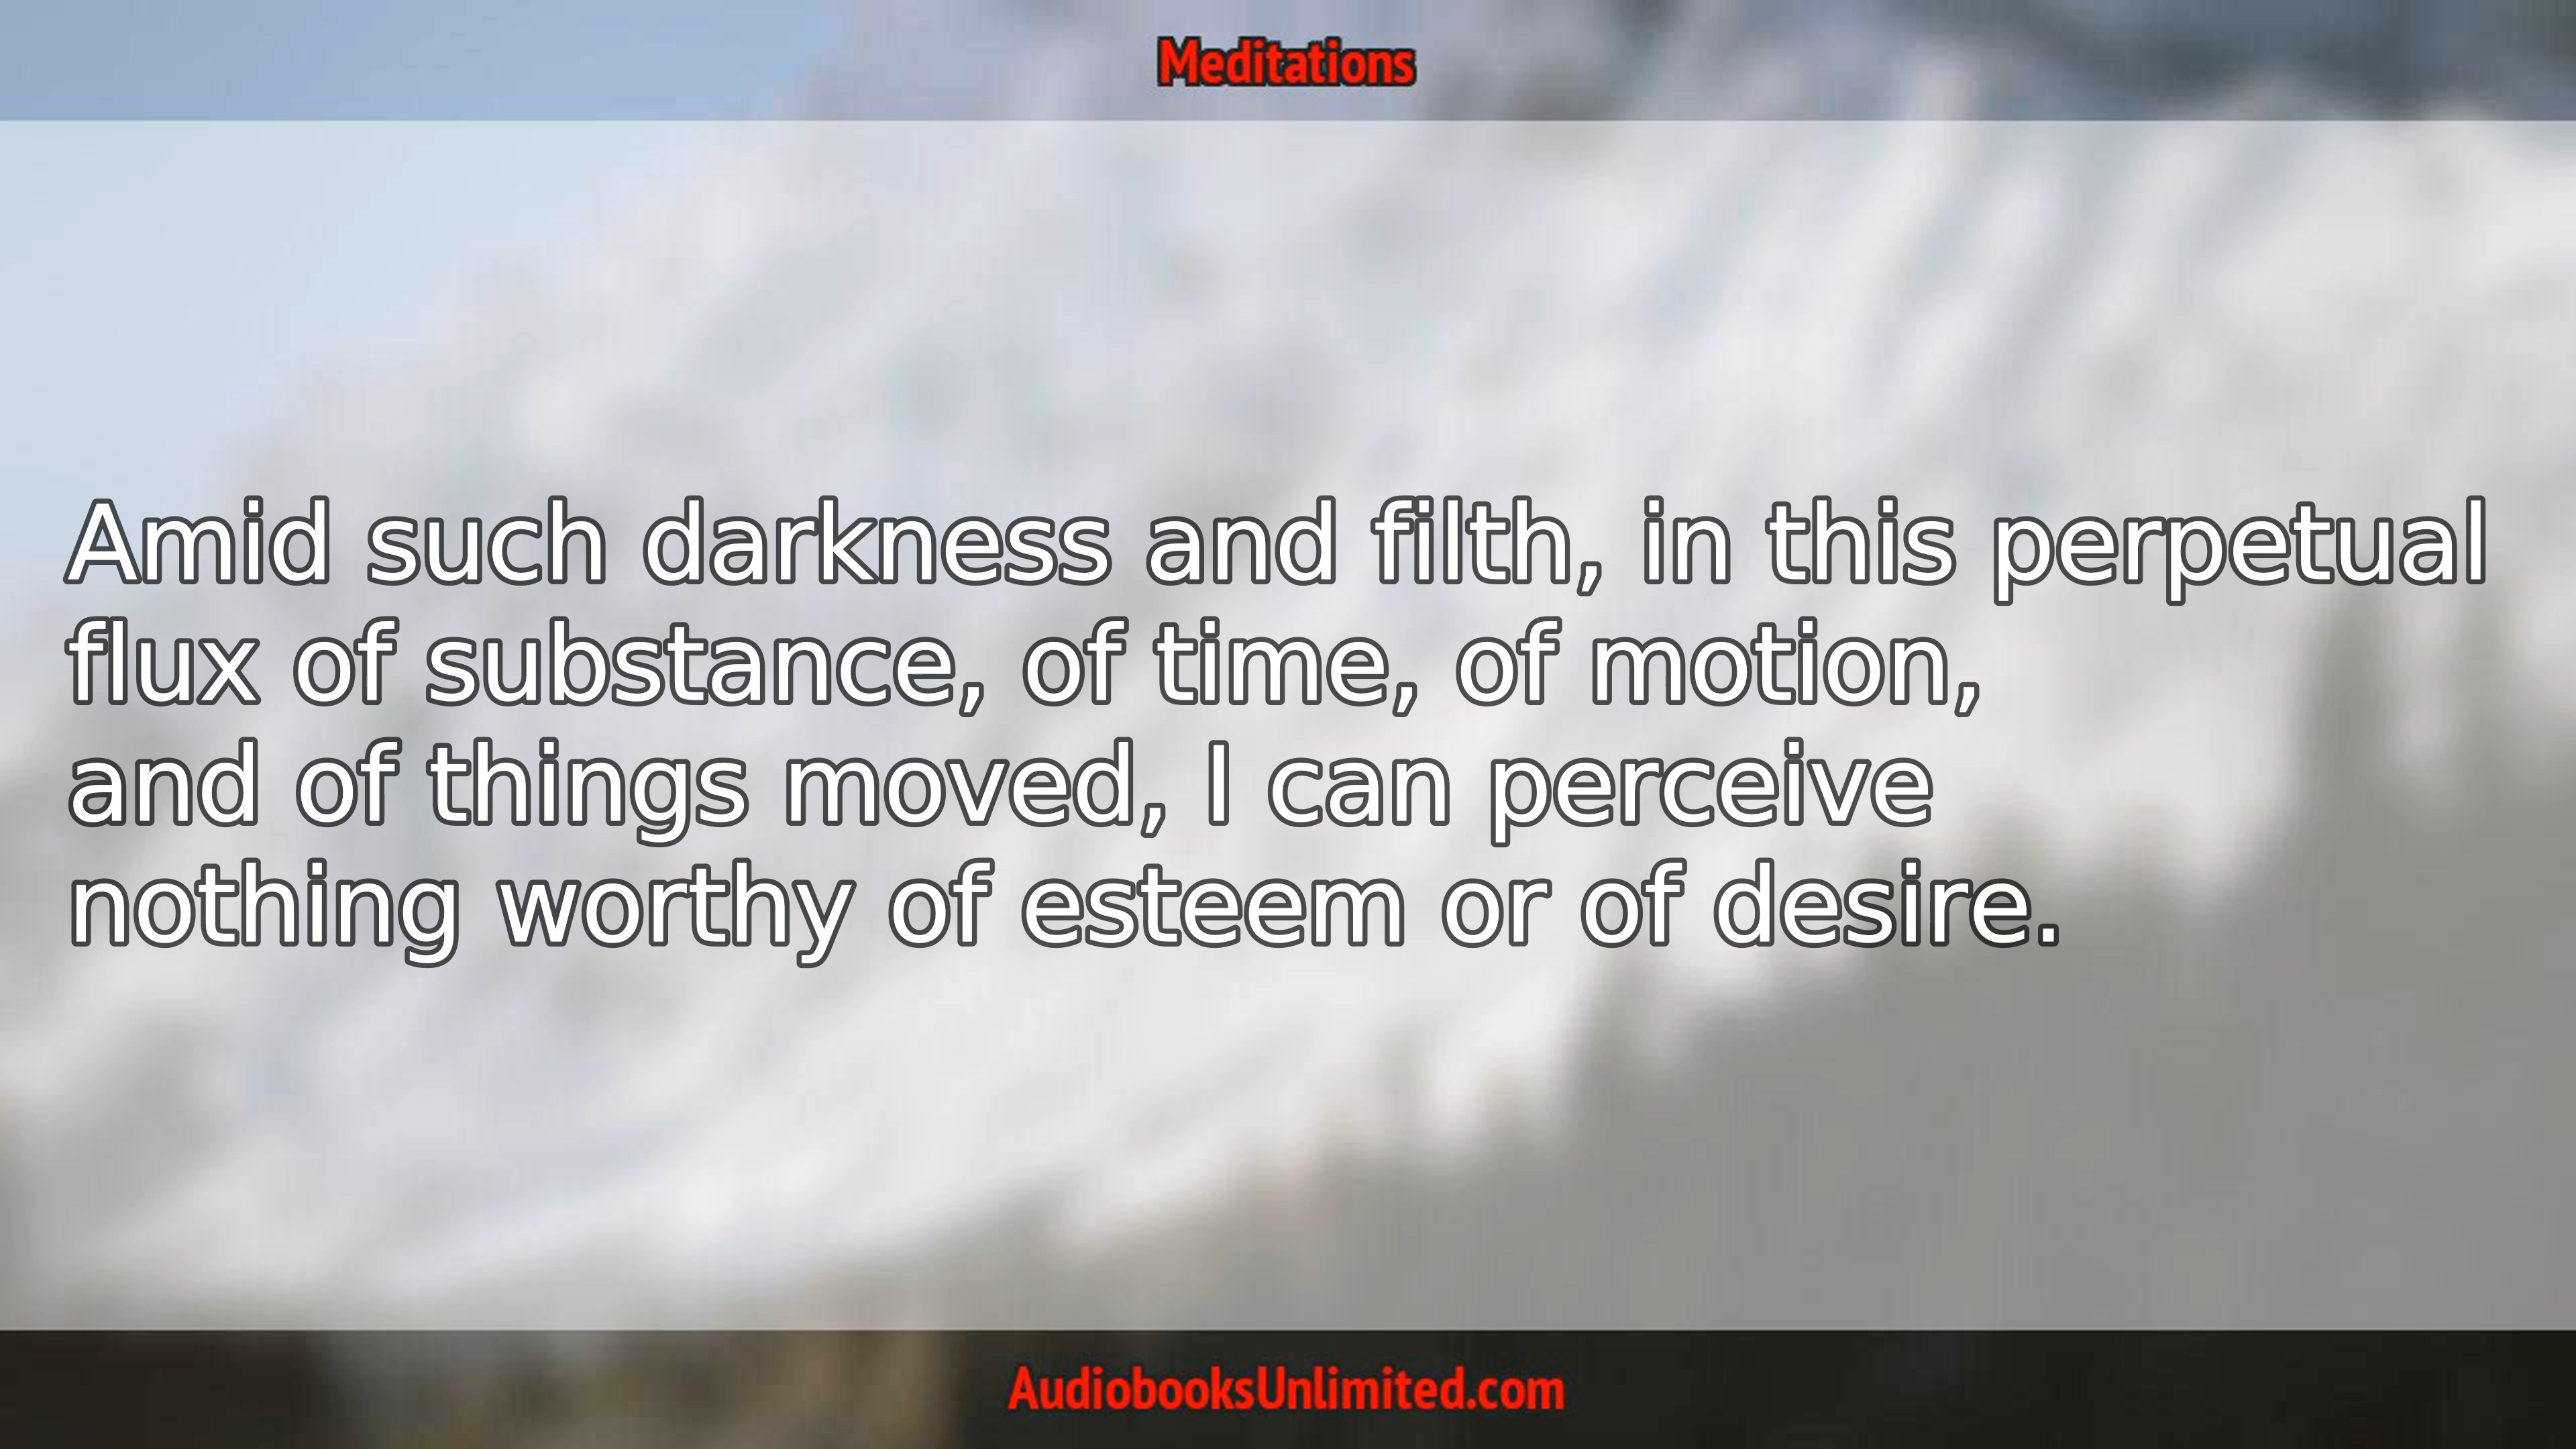 Meditations
Amid such darkness and filth, in this perpetual
flux of substance, of time, of motion,
and of things moved, I can perceive
nothing worthy of esteem or of desire.
AudiobooksUnlimited.com